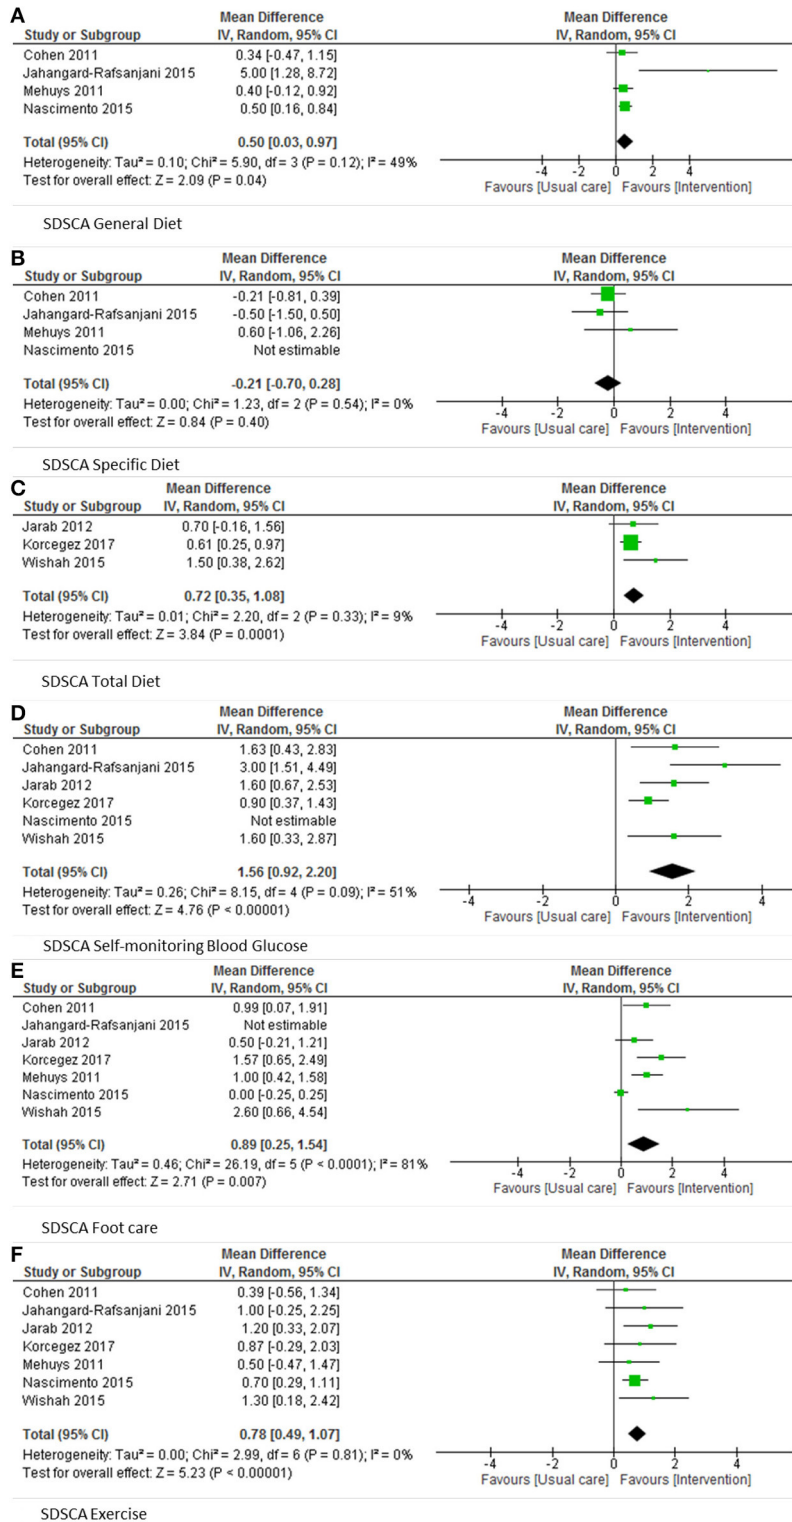 A
Mean Difference Mean Difference
Study or Subgroup IV, Random, 95% CI IV, Random, 95% CI
Cohen 2011 0.34 [-0.47, 1.15]
Jahangard-Rafsanjani 2015 5.00 [1.28, 8.72]
Mehuys 2011 0.40 [-0.12, 0.92]
Nascimento 2015 0.50 [0.16, 0.84]
Total (95% CI) 0.50 [0.03, 0.97]
Heterogeneity: Tau² = 0.10; Chi² = 5.90, df = 3 (P = 0.12); I² = 49%
Test for overall effect: Z = 2.09 (P = 0.04)
-4 -2 0 2 4
Favours [Usual care] Favours [Intervention]
SDSCA General Diet
B
Mean Difference Mean Difference
Study or Subgroup IV, Random, 95% CI IV, Random, 95% CI
Cohen 2011 -0.21 [-0.81, 0.39]
Jahangard-Rafsanjani 2015 -0.50 [-1.50, 0.50]
Mehuys 2011 0.60 [-1.06, 2.26]
Nascimento 2015 Not estimable
Total (95% CI) -0.21 [-0.70, 0.28]
Heterogeneity: Tau² = 0.00; Chi² = 1.23, df = 2 (P = 0.54); I² = 0%
Test for overall effect: Z = 0.84 (P = 0.40)
-4 -2 0 2 4
Favours [Usual care] Favours [Intervention]
SDSCA Specific Diet
C
Mean Difference Mean Difference
Study or Subgroup IV, Random, 95% CI IV, Random, 95% CI
Jarab 2012 0.70 [-0.16, 1.56]
Korcegez 2017 0.61 [0.25, 0.97]
Wishah 2015 1.50 [0.38, 2.62]
Total (95% CI) 0.72 [0.35, 1.08]
Heterogeneity: Tau² = 0.01; Chi² = 2.20, df = 2 (P = 0.33); I² = 9%
Test for overall effect: Z = 3.84 (P = 0.0001)
-4 -2 0 2 4
Favours [Usual care] Favours [Intervention]
SDSCA Total Diet
D
Mean Difference Mean Difference
Study or Subgroup IV, Random, 95% CI IV, Random, 95% CI
Cohen 2011 1.63 [0.43, 2.83]
Jahangard-Rafsanjani 2015 3.00 [1.51, 4.49]
Jarab 2012 1.60 [0.67, 2.53]
Korcegez 2017 0.90 [0.37, 1.43]
Nascimento 2015 Not estimable
Wishah 2015 1.60 [0.33, 2.87]
Total (95% CI) 1.56 [0.92, 2.20]
Heterogeneity: Tau² = 0.26; Chi² = 8.15, df = 4 (P = 0.09); I² = 51%
Test for overall effect: Z = 4.76 (P < 0.00001)
-4 -2 0 2 4
Favours [Usual care] Favours [Intervention]
SDSCA Self-monitoring Blood Glucose
E
Mean Difference Mean Difference
Study or Subgroup IV, Random, 95% CI IV, Random, 95% CI
Cohen 2011 0.99 [0.07, 1.91]
Jahangard-Rafsanjani 2015 Not estimable
Jarab 2012 0.50 [-0.21, 1.21]
Korcegez 2017 1.57 [0.65, 2.49]
Mehuys 2011 1.00 [0.42, 1.58]
Nascimento 2015 0.00 [-0.25, 0.25]
Wishah 2015 2.60 [0.66, 4.54]
Total (95% CI) 0.89 [0.25, 1.54]
Heterogeneity: Tau² = 0.46; Chi² = 26.19, df = 5 (P < 0.0001); I² = 81%
Test for overall effect: Z = 2.71 (P = 0.007)
-4 -2 0 2 4
Favours [Usual care] Favours [Intervention]
SDSCA Foot care
F
Mean Difference Mean Difference
Study or Subgroup IV, Random, 95% CI IV, Random, 95% CI
Cohen 2011 0.39 [-0.56, 1.34]
Jahangard-Rafsanjani 2015 1.00 [-0.25, 2.25]
Jarab 2012 1.20 [0.33, 2.07]
Korcegez 2017 0.87 [-0.29, 2.03]
Mehuys 2011 0.50 [-0.47, 1.47]
Nascimento 2015 0.70 [0.29, 1.11]
Wishah 2015 1.30 [0.18, 2.42]
Total (95% CI) 0.78 [0.49, 1.07]
Heterogeneity: Tau² = 0.00; Chi² = 2.99, df = 6 (P = 0.81); I² = 0%
Test for overall effect: Z = 5.23 (P < 0.00001)
-4 -2 0 2 4
Favours [Usual care] Favours [Intervention]
SDSCA Exercise